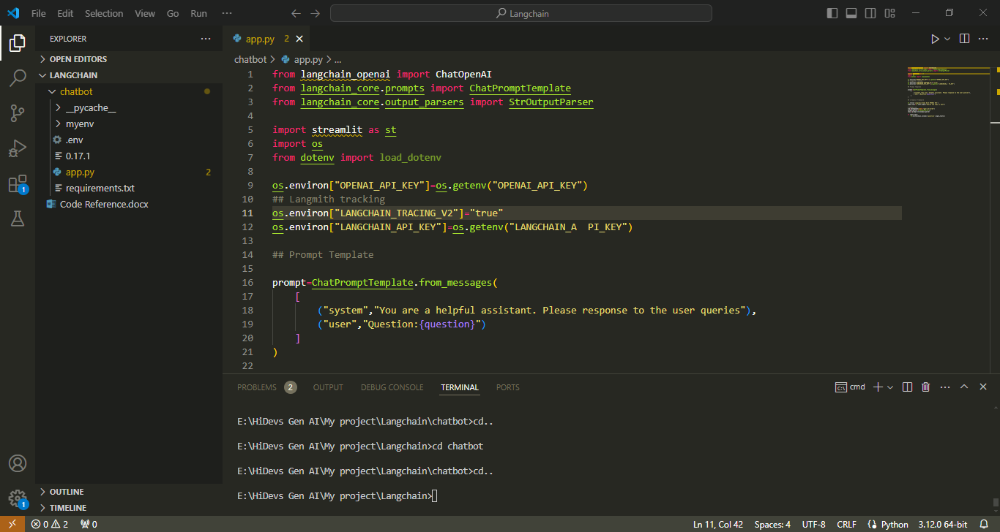 File Edit Selection View Go Run ··· Langchain
EXPLORER ···
app.py 2
OPEN EDITORS
LANGCHAIN
chatbot
__pycache__
myenv
.env
0.17.1
app.py 2
requirements.txt
Code Reference.docx
OUTLINE
TIMELINE
1
1
chatbot > app.py > ...
1 from langchain_openai import ChatOpenAI
2 from langchain_core.prompts import ChatPromptTemplate
3 from langchain_core.output_parsers import StrOutputParser
4
5 import streamlit as st
6 import os
7 from dotenv import load_dotenv
8
9 os.environ["OPENAI_API_KEY"]=os.getenv("OPENAI_API_KEY")
10 ## Langmith tracking
11 os.environ["LANGCHAIN_TRACING_V2"]="true"
12 os.environ["LANGCHAIN_API_KEY"]=os.getenv("LANGCHAIN_A  PI_KEY")
13
14 ## Prompt Template
15
16 prompt=ChatPromptTemplate.from_messages(
17     [
18         ("system","You are a helpful assistant. Please response to the user queries"),
19         ("user","Question:{question}")
20     ]
21 )
22
PROBLEMS 2 OUTPUT DEBUG CONSOLE TERMINAL PORTS cmd
E:\HiDevs Gen AI\My project\Langchain\chatbot>cd..
E:\HiDevs Gen AI\My project\Langchain>cd chatbot
E:\HiDevs Gen AI\My project\Langchain\chatbot>cd..
E:\HiDevs Gen AI\My project\Langchain>
0 2 0 Ln 11, Col 42 Spaces: 4 UTF-8 CRLF Python 3.12.0 64-bit